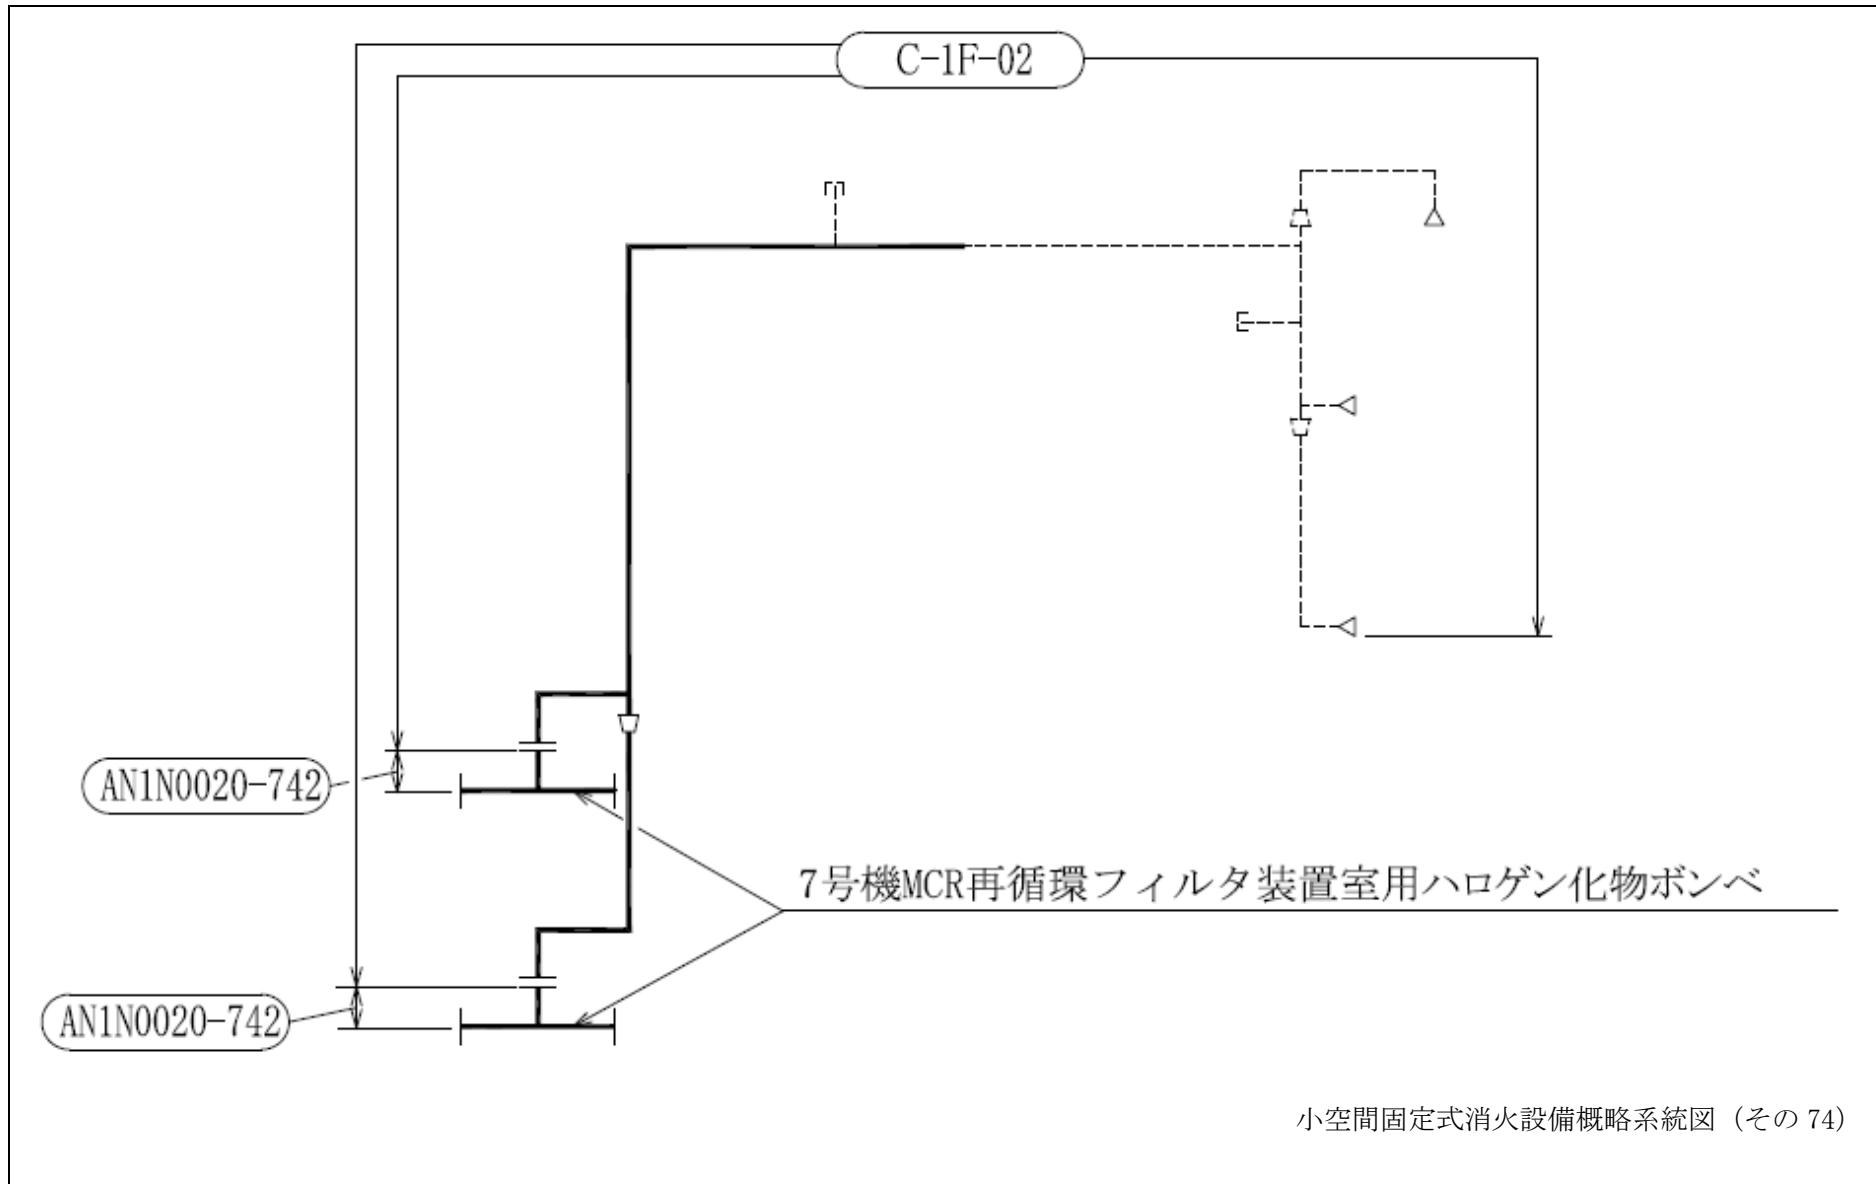 C-1F-02
AN1N0020-742
7号機MCR再循環フィルタ装置室用ハロゲン化物ボンベ
AN1N0020-742
小空間固定式消火設備概略系統図（その 74）